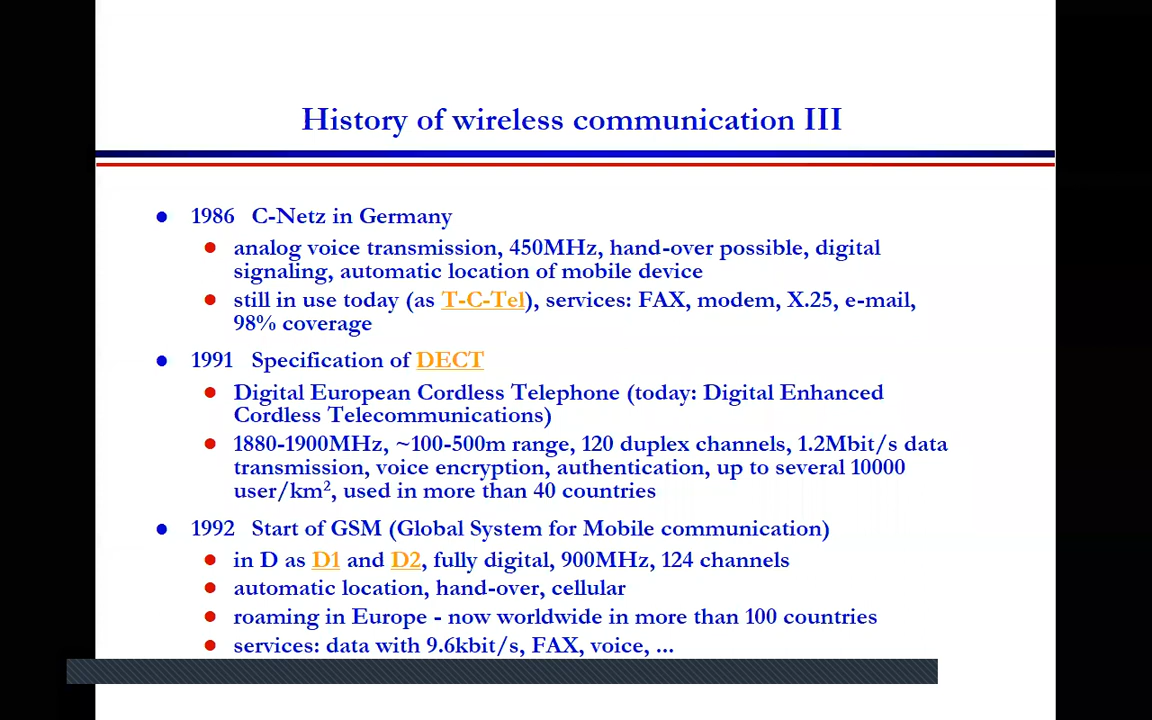 History of wireless communication III
1986 C-Netz in Germany
analog voice transmission, 450MHz, hand-over possible, digital
signaling, automatic location of mobile device
still in use today (as T-C-Tel), services: FAX, modem, X.25, e-mail,
98% coverage
1991 Specification of DECT
Digital European Cordless Telephone (today: Digital Enhanced
Cordless Telecommunications)
1880-1900MHz, ~100-500m range, 120 duplex channels, 1.2Mbit/s data
transmission, voice encryption, authentication, up to several 10000
user/km², used in more than 40 countries
1992 Start of GSM (Global System for Mobile communication)
in D as D1 and D2, fully digital, 900MHz, 124 channels
automatic location, hand-over, cellular
roaming in Europe - now worldwide in more than 100 countries
services: data with 9.6kbit/s, FAX, voice, ...